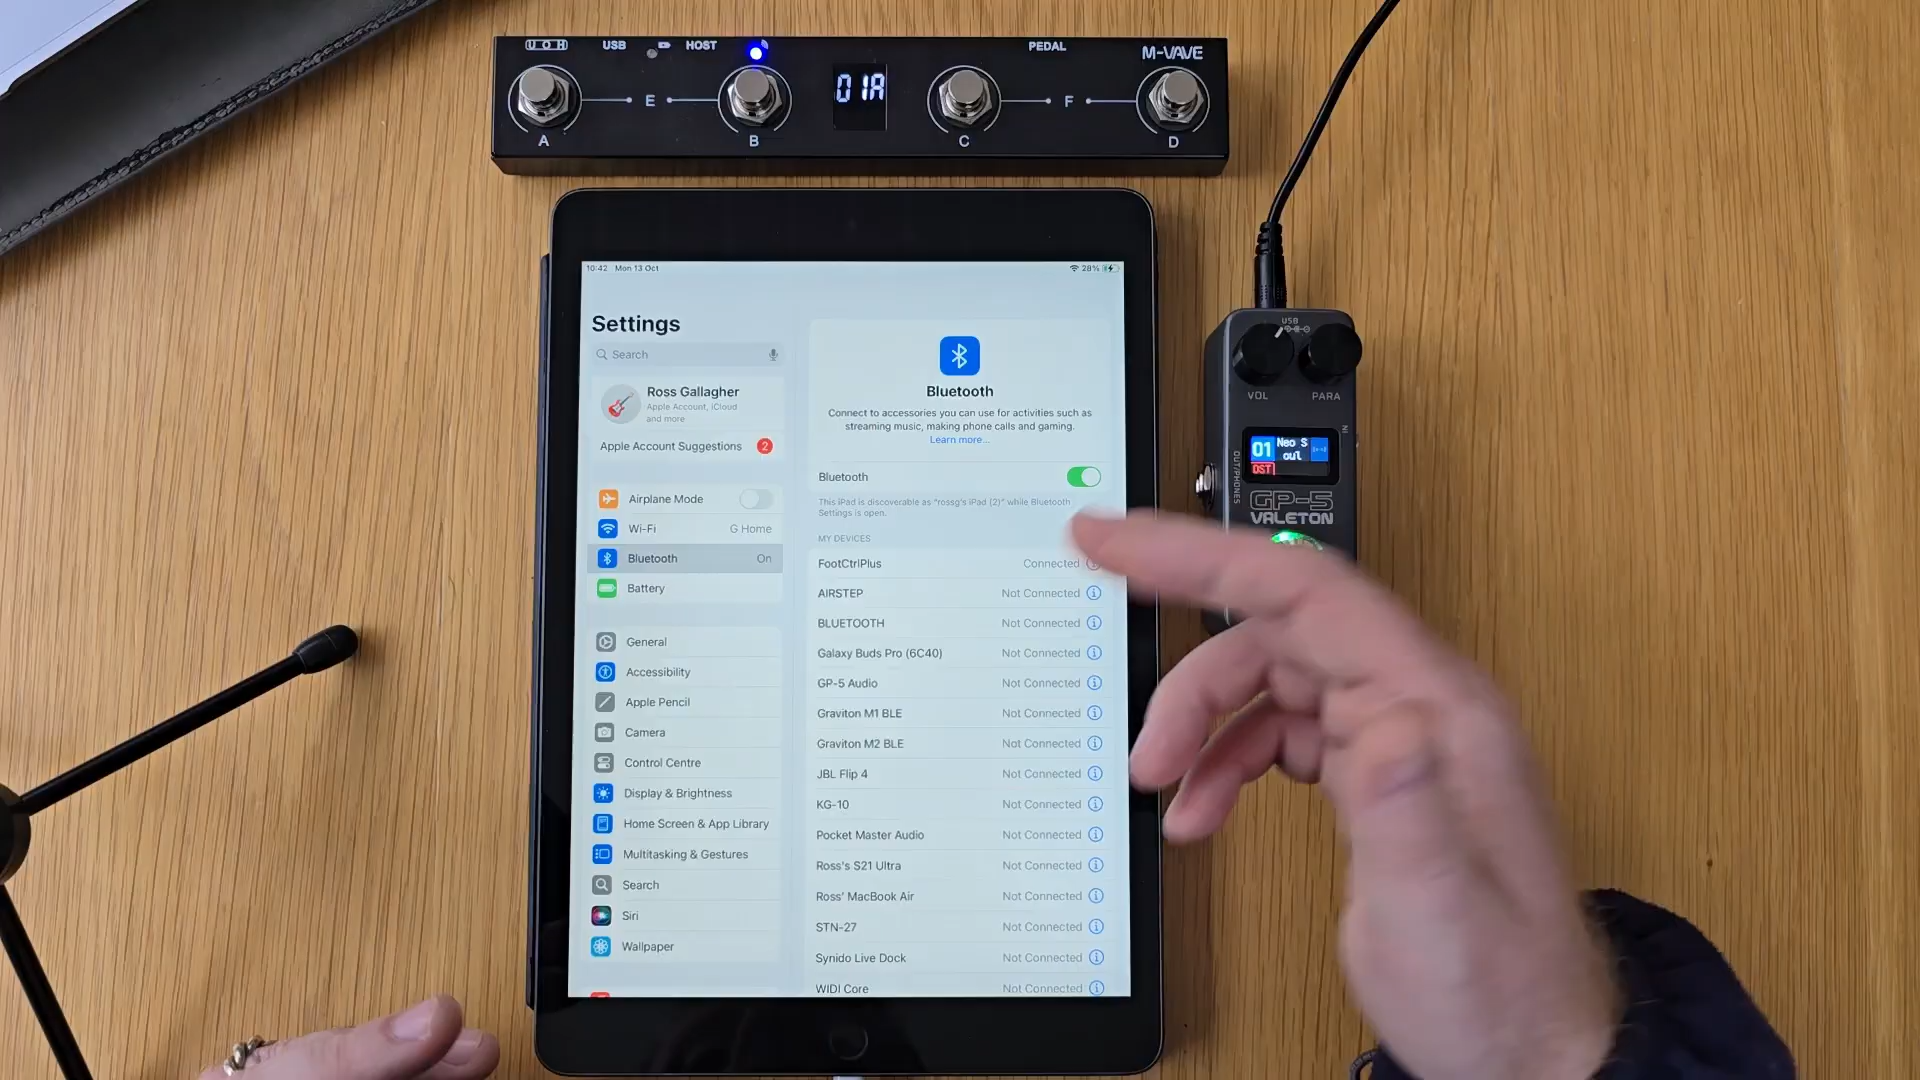 USB HOST PEDAL M-VAVE
E 01A F
A B C D
10:42 Mon 13 Oct 28%
Settings
Search
Ross Gallagher
Apple Account, iCloud
and more
Apple Account Suggestions 2
Airplane Mode
Wi-Fi G Home
Bluetooth On
Battery
General
Accessibility
Apple Pencil
Camera
Control Centre
Display & Brightness
Home Screen & App Library
Multitasking & Gestures
Search
Siri
Wallpaper
Bluetooth
Connect to accessories you can use for activities such as
streaming music, making phone calls and gaming.
Learn more...
Bluetooth
This iPad is discoverable as "rossg's iPad (2)" while Bluetooth
Settings is open.
MY DEVICES
FootCtrlPlus Connected
AIRSTEP Not Connected
BLUETOOTH Not Connected
Galaxy Buds Pro (6C40) Not Connected
GP-5 Audio Not Connected
Graviton M1 BLE Not Connected
Graviton M2 BLE Not Connected
JBL Flip 4 Not Connected
KG-10 Not Connected
Pocket Master Audio Not Connected
Ross's S21 Ultra Not Connected
Ross' MacBook Air Not Connected
STN-27 Not Connected
Synido Live Dock Not Connected
WIDI Core Not Connected
USB
VOL PARA
IN
OUT/PHONES
01 Neo S
oul
DST
GP-5
VALETON